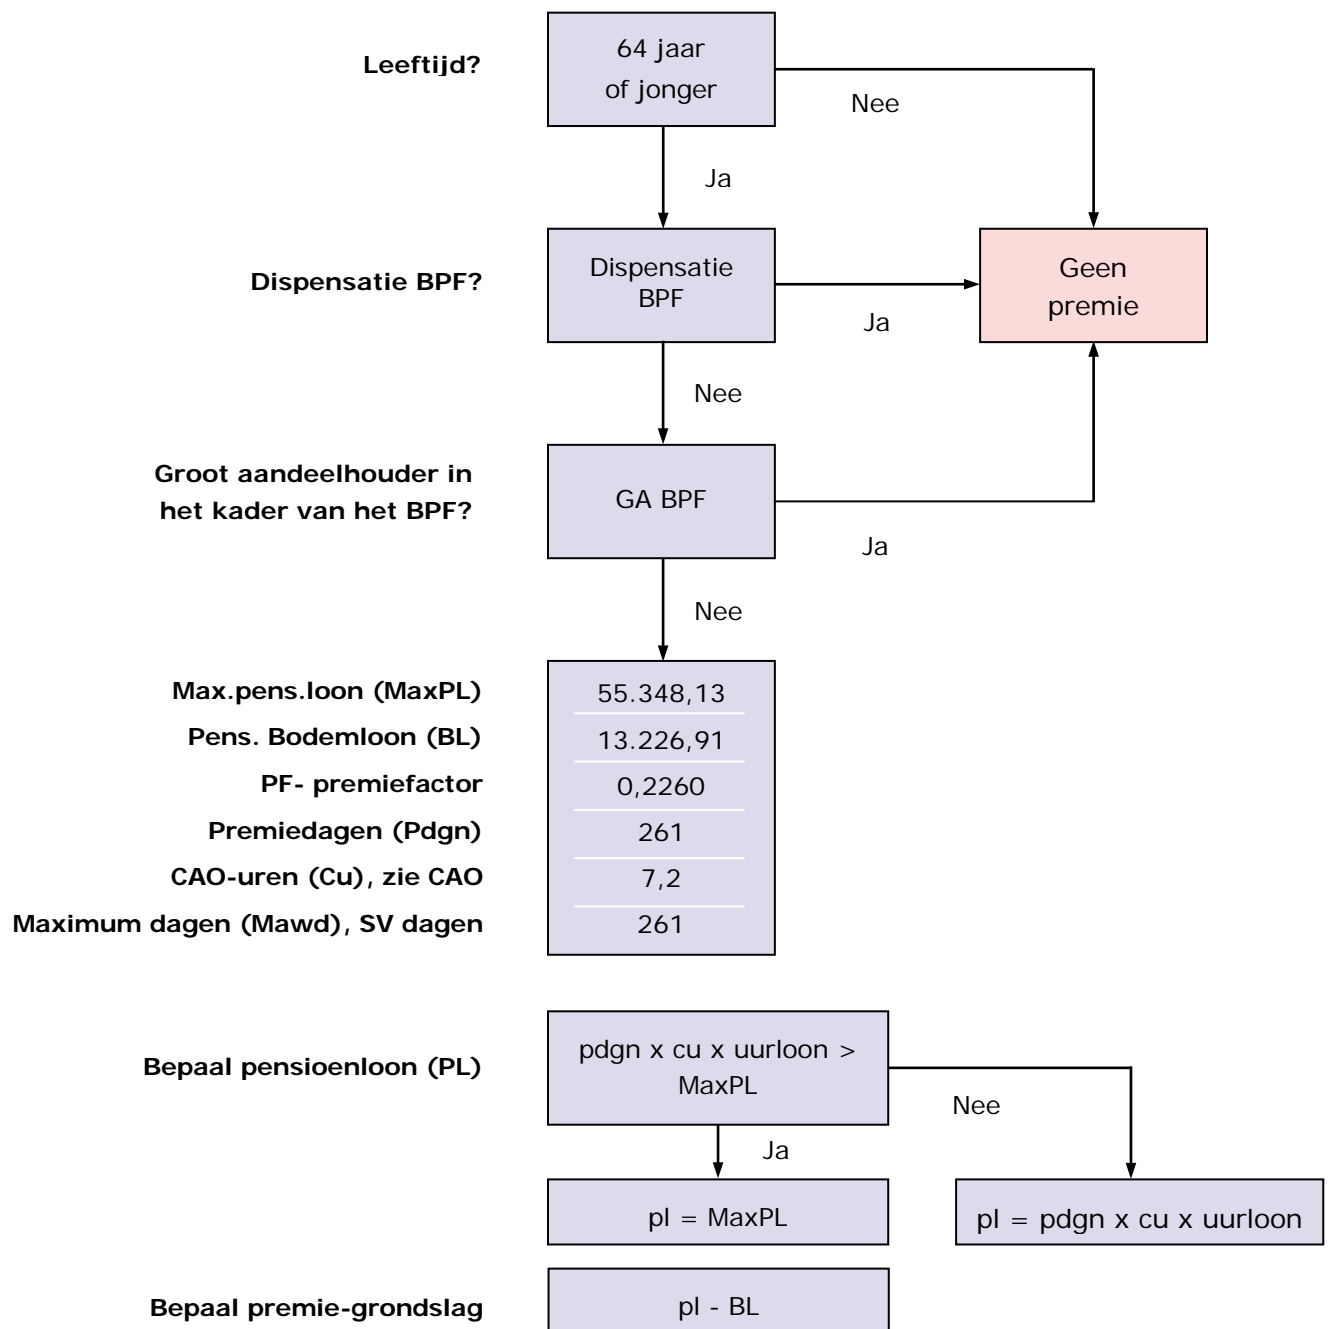 Leeftijd?
64 jaar
of jonger
Nee
Ja
Dispensatie BPF?
Dispensatie
BPF
Ja
Geen
premie
Nee
Groot aandeelhouder in
het kader van het BPF?
GA BPF
Ja
Nee
Max.pens.loon (MaxPL)
55.348,13
Pens. Bodemloon (BL)
13.226,91
PF- premiefactor
0,2260
Premiedagen (Pdgn)
261
CAO-uren (Cu), zie CAO
7,2
Maximum dagen (Mawd), SV dagen
261
Bepaal pensioenloon (PL)
pdgn x cu x uurloon >
MaxPL
Nee
Ja
pl = MaxPL
pl = pdgn x cu x uurloon
Bepaal premie-grondslag
pl - BL